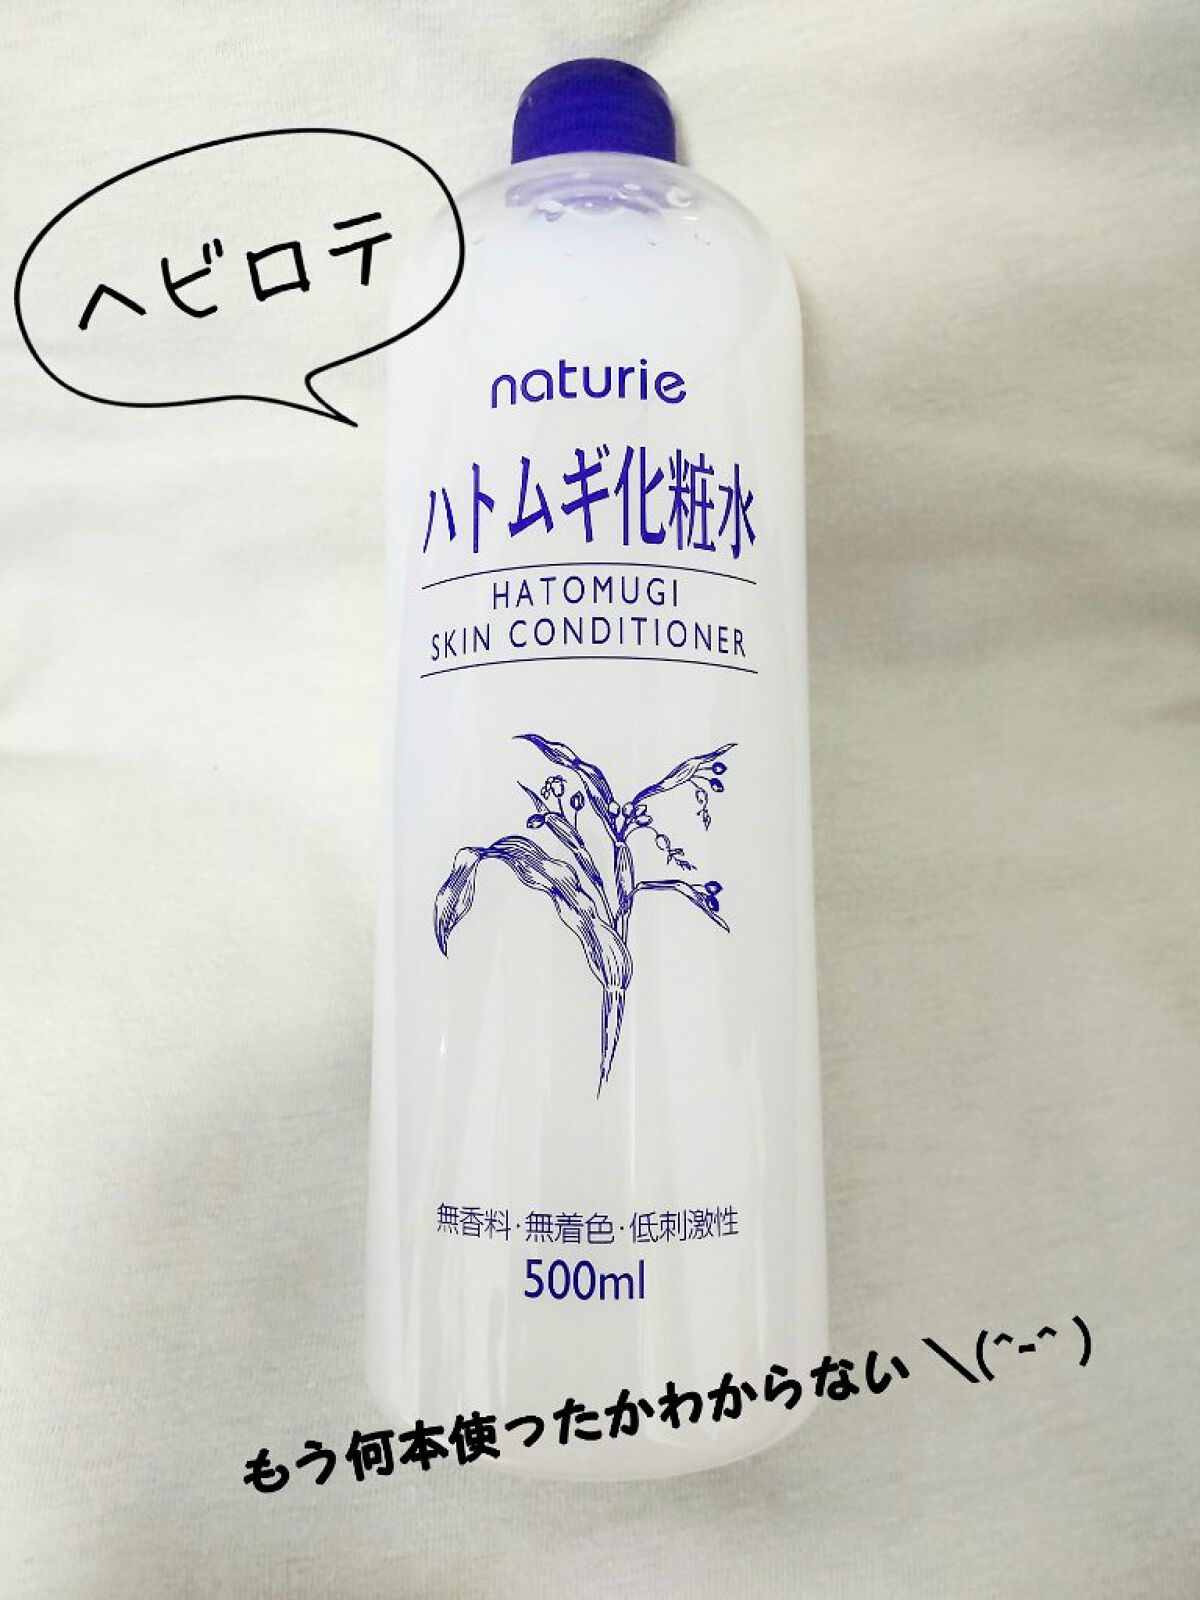 ヘビロテ
naturie
ハトムギ化粧水
HATOMUGI
SKIN CONDITIONER
無香料・無着色・低刺激性
500ml
もう何本使ったかわからない \(^-^ )